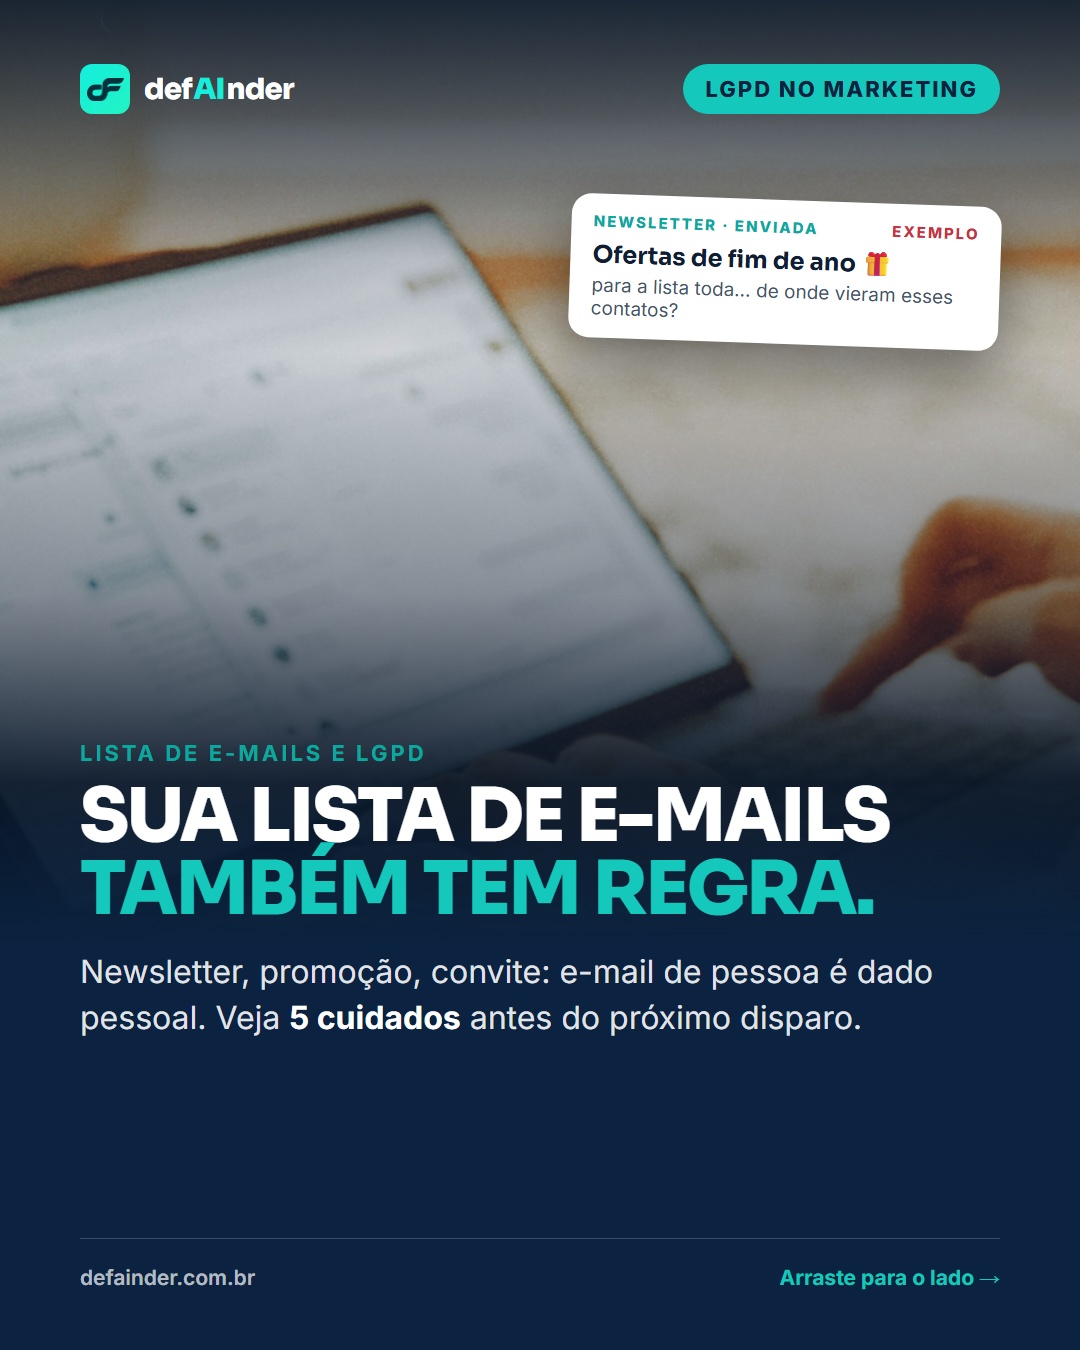 defAInder
LGPD NO MARKETING
NEWSLETTER · ENVIADA
EXEMPLO
Ofertas de fim de ano 🎁
para a lista toda... de onde vieram esses
contatos?
LISTA DE E-MAILS E LGPD
SUA LISTA DE E-MAILS
TAMBÉM TEM REGRA.
Newsletter, promoção, convite: e-mail de pessoa é dado
pessoal. Veja 5 cuidados antes do próximo disparo.
defainder.com.br
Arraste para o lado →